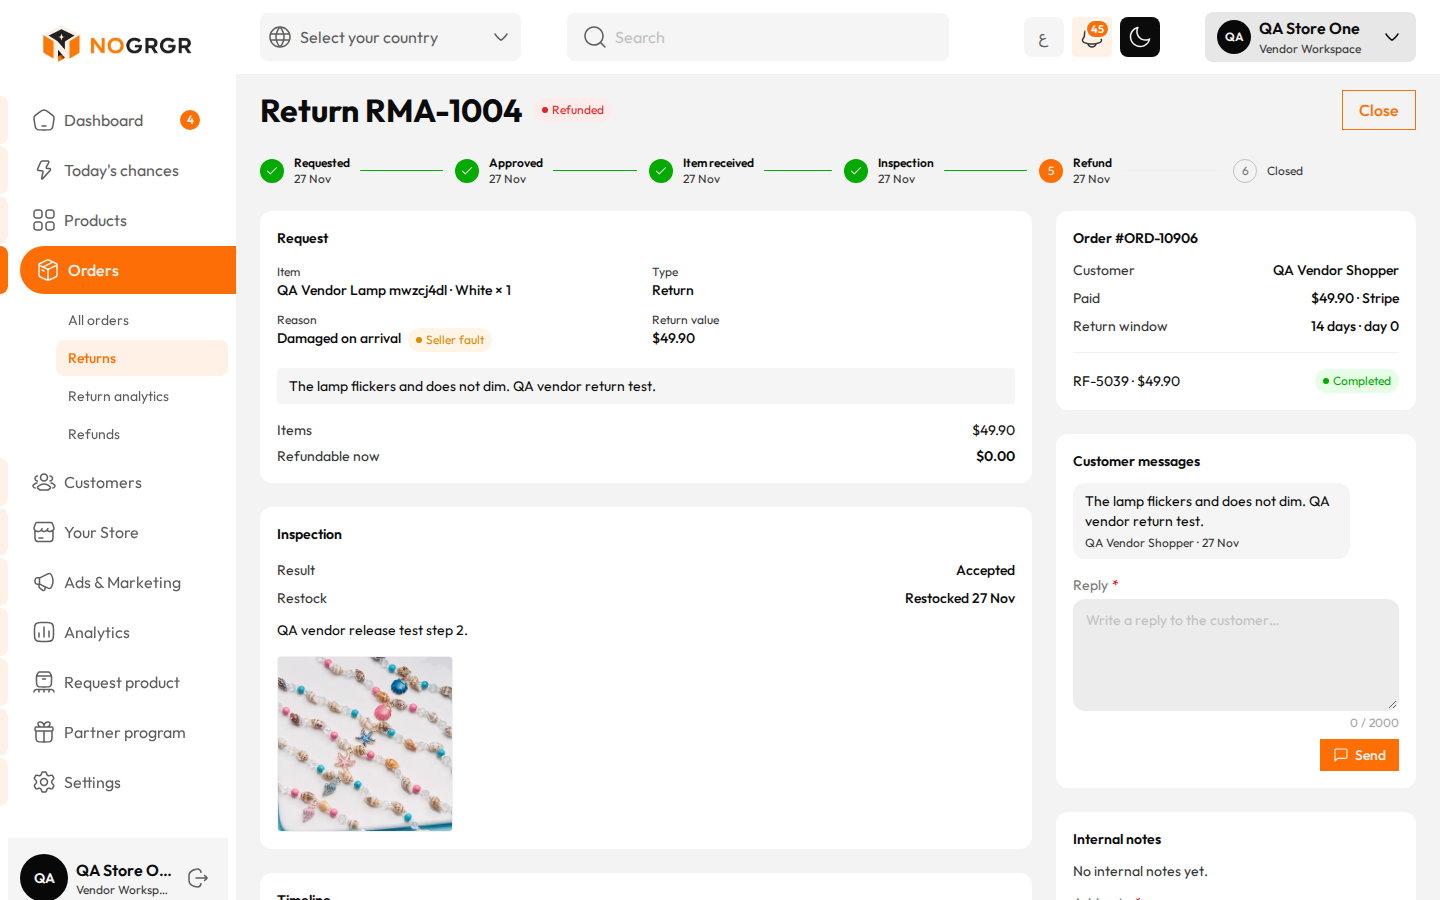 NOGRGR
Select your country
Search
ع
45
QA
QA Store One
Vendor Workspace
Dashboard
4
Today's chances
Products
Orders
All orders
Returns
Return analytics
Refunds
Customers
Your Store
Ads & Marketing
Analytics
Request product
Partner program
Settings
QA
QA Store O...
Vendor Worksp...
Return RMA-1004
Refunded
Close
Requested
27 Nov
Approved
27 Nov
Item received
27 Nov
Inspection
27 Nov
5
Refund
27 Nov
6
Closed
Request
Item
QA Vendor Lamp mwzcj4dl · White × 1
Type
Return
Reason
Damaged on arrival
Seller fault
Return value
$49.90
The lamp flickers and does not dim. QA vendor return test.
Items
$49.90
Refundable now
$0.00
Inspection
Result
Accepted
Restock
Restocked 27 Nov
QA vendor release test step 2.
Order #ORD-10906
Customer
QA Vendor Shopper
Paid
$49.90 · Stripe
Return window
14 days · day 0
RF-5039 · $49.90
Completed
Customer messages
The lamp flickers and does not dim. QA
vendor return test.
QA Vendor Shopper · 27 Nov
Reply *
Write a reply to the customer...
0 / 2000
Send
Internal notes
No internal notes yet.